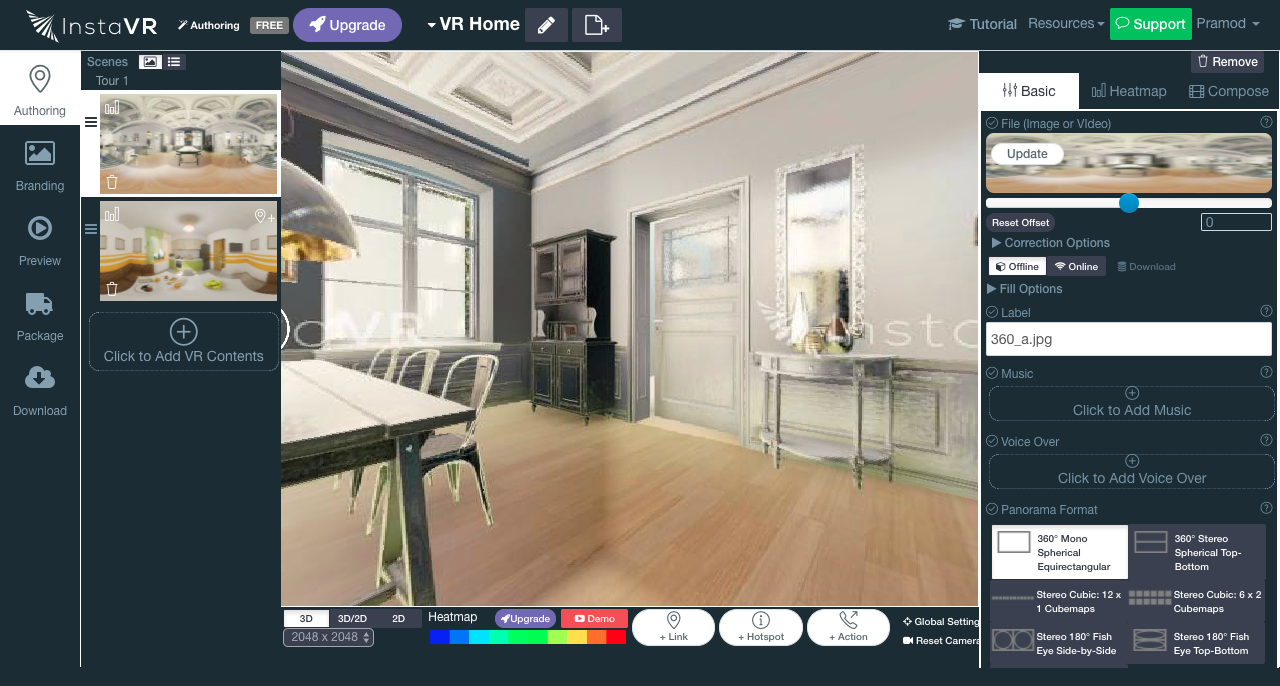 InstaVR
Authoring
FREE
Upgrade
VR Home
Tutorial
Resources
Support
Pramod
Authoring
Branding
Preview
Package
Download
Scenes
Tour 1
Click to Add VR Contents
aVR
Insta
3D
3D/2D
2D
2048 x 2048
Heatmap
Upgrade
Demo
+ Link
+ Hotspot
+ Action
Global Setting
Reset Camera
Remove
Basic
Heatmap
Compose
File (Image or VIdeo)
Update
Reset Offset
0
Correction Options
Offline
Online
Download
Fill Options
Label
360_a.jpg
Music
Click to Add Music
Voice Over
Click to Add Voice Over
Panorama Format
360° Mono
Spherical
Equirectangular
360° Stereo
Spherical Top-
Bottom
Stereo Cubic: 12 x
1 Cubemaps
Stereo Cubic: 6 x 2
Cubemaps
Stereo 180° Fish
Eye Side-by-Side
Stereo 180° Fish
Eye Top-Bottom